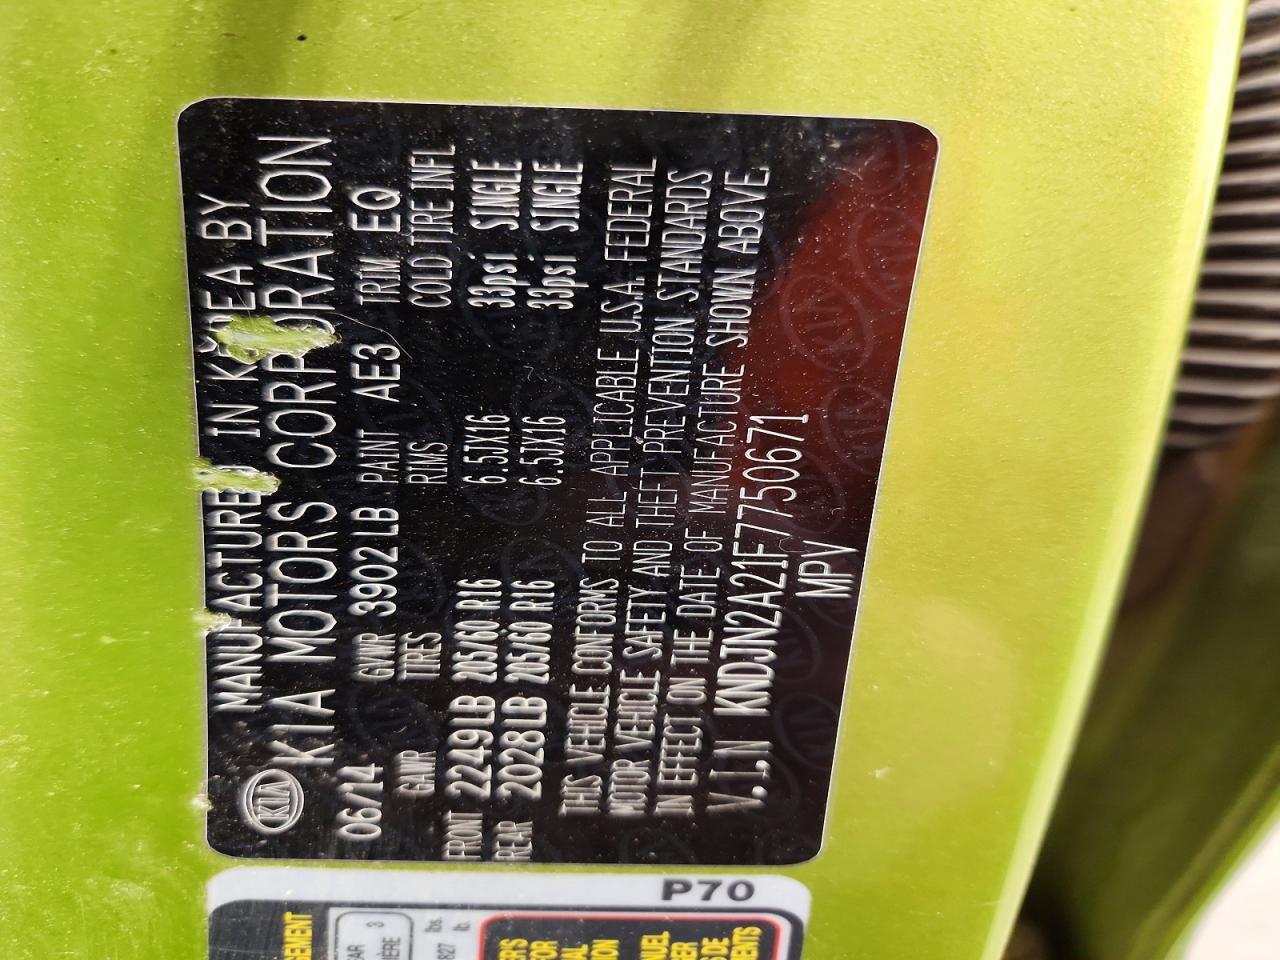 MANUFACTURED IN KOREA BY
KIA KIA MOTORS CORPORATION
06/14 GVWR 3902 LB PAINT AE3 TRIM EQ
GAWR TIRES RIMS COLD TIRE INFL
FRONT 2249LB 205/60 R16 6.5JX16 33psi SINGLE
REAR 2028LB 205/60 R16 6.5JX16 33psi SINGLE
THIS VEHICLE CONFORMS TO ALL APPLICABLE U.S.A. FEDERAL
MOTOR VEHICLE SAFETY AND THEFT PREVENTION STANDARDS
IN EFFECT ON THE DATE OF MANUFACTURE SHOWN ABOVE.
V.I.N KNDJN2A21F7750671
MPV
P70